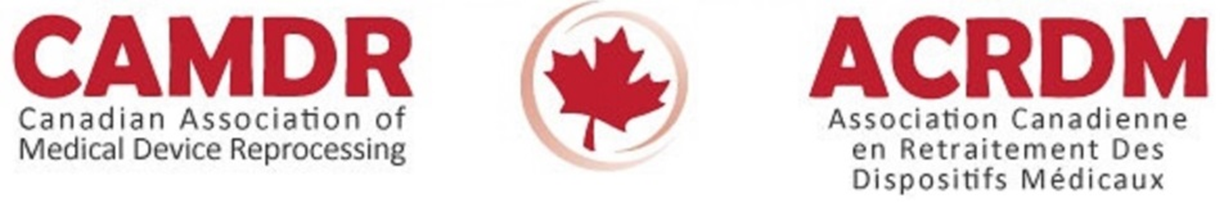 CAMDR
Canadian Association of
Medical Device Reprocessing
ACRDM
Association Canadienne
en Retraitement Des
Dispositifs Médicaux